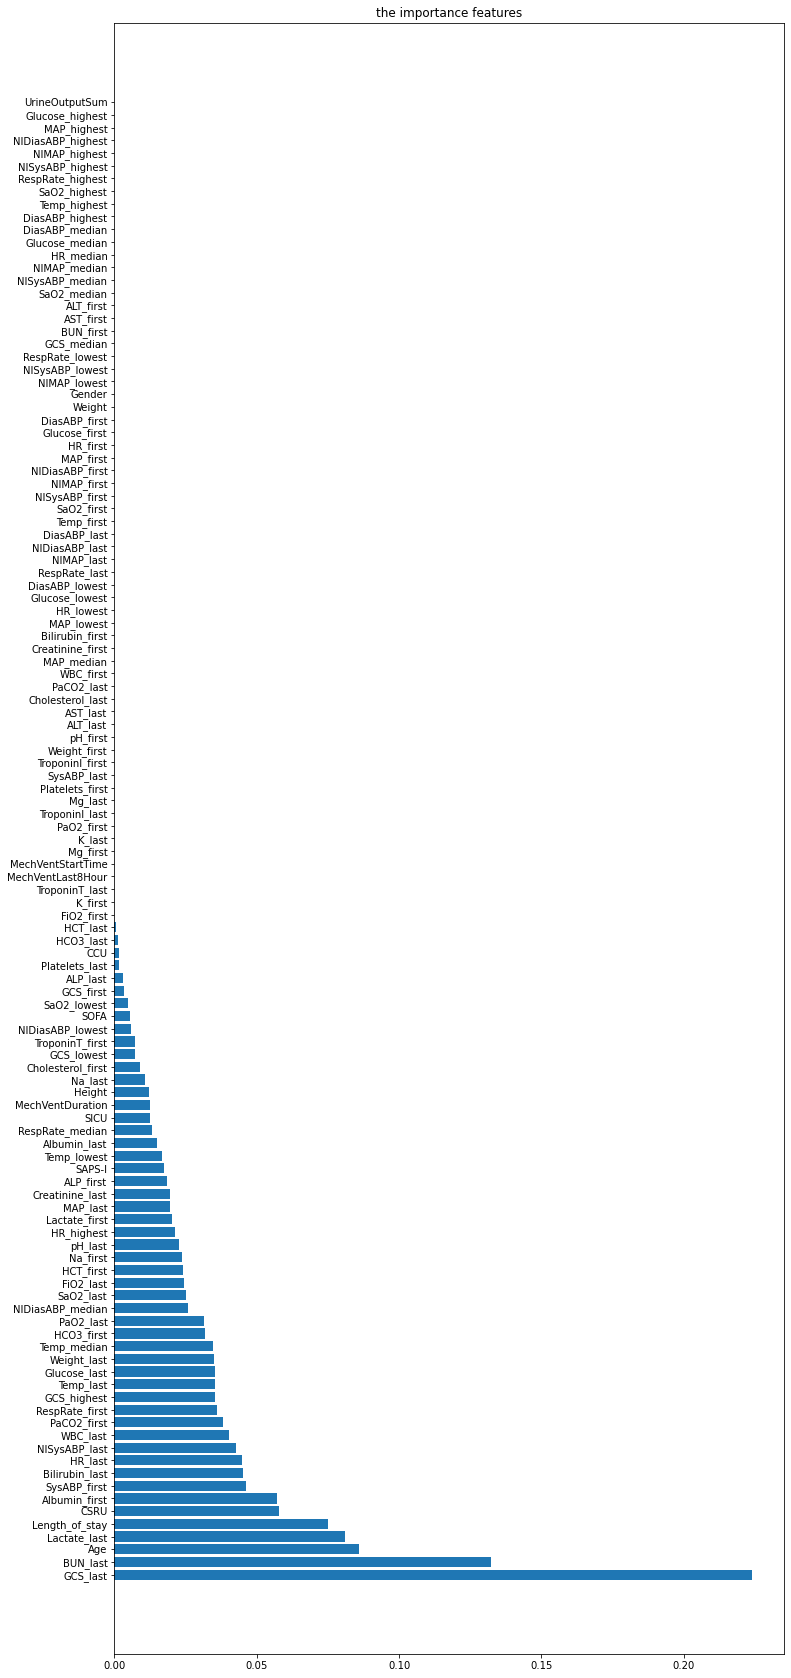 the importance features
UrineOutputSum
Glucose_highest
MAP_highest
NIDiasABP_highest
NIMAP_highest
NISysABP_highest
RespRate_highest
SaO2_highest
Temp_highest
DiasABP_highest
DiasABP_median
Glucose_median
HR_median
NIMAP_median
NISysABP_median
SaO2_median
ALT_first
AST_first
BUN_first
GCS_median
RespRate_lowest
NISysABP_lowest
NIMAP_lowest
Gender
Weight
DiasABP_first
Glucose_first
HR_first
MAP_first
NIDiasABP_first
NIMAP_first
NISysABP_first
SaO2_first
Temp_first
DiasABP_last
NIDiasABP_last
NIMAP_last
RespRate_last
DiasABP_lowest
Glucose_lowest
HR_lowest
MAP_lowest
Bilirubin_first
Creatinine_first
MAP_median
WBC_first
PaCO2_last
Cholesterol_last
AST_last
ALT_last
pH_first
Weight_first
TroponinI_first
SysABP_last
Platelets_first
Mg_last
TroponinI_last
PaO2_first
K_last
Mg_first
MechVentStartTime
MechVentLast8Hour
TroponinT_last
K_first
FiO2_first
HCT_last
HCO3_last
CCU
Platelets_last
ALP_last
GCS_first
SaO2_lowest
SOFA
NIDiasABP_lowest
TroponinT_first
GCS_lowest
Cholesterol_first
Na_last
Height
MechVentDuration
SICU
RespRate_median
Albumin_last
Temp_lowest
SAPS-I
ALP_first
Creatinine_last
MAP_last
Lactate_first
HR_highest
pH_last
Na_first
HCT_first
FiO2_last
SaO2_last
NIDiasABP_median
PaO2_last
HCO3_first
Temp_median
Weight_last
Glucose_last
Temp_last
GCS_highest
RespRate_first
PaCO2_first
WBC_last
NISysABP_last
HR_last
Bilirubin_last
SysABP_first
Albumin_first
CSRU
Length_of_stay
Lactate_last
Age
BUN_last
GCS_last
0.00 0.05 0.10 0.15 0.20